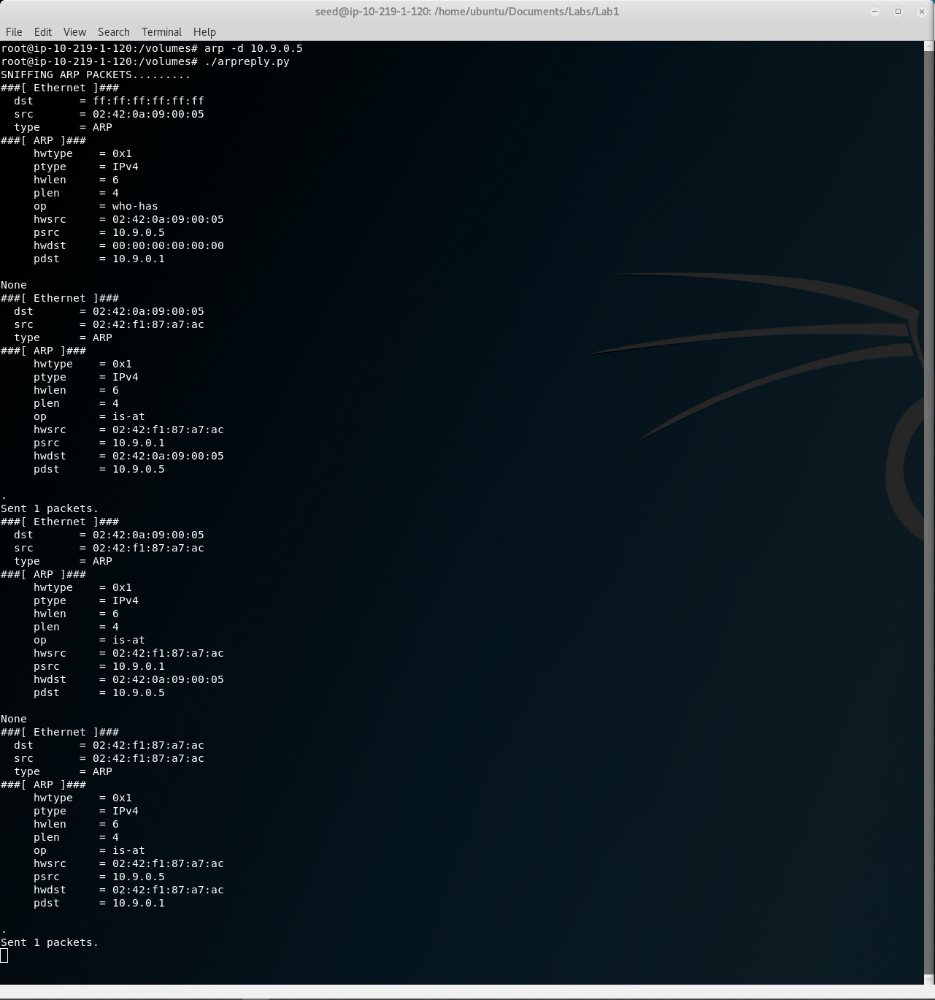 seed@ip-10-219-1-120: /home/ubuntu/Documents/Labs/Lab1
File Edit View Search Terminal Help
root@ip-10-219-1-120:/volumes# arp -d 10.9.0.5
root@ip-10-219-1-120:/volumes# ./arpreply.py
SNIFFING ARP PACKETS.........
###[ Ethernet ]###
  dst       = ff:ff:ff:ff:ff:ff
  src       = 02:42:0a:09:00:05
  type      = ARP
###[ ARP ]###
     hwtype    = 0x1
     ptype     = IPv4
     hwlen     = 6
     plen      = 4
     op        = who-has
     hwsrc     = 02:42:0a:09:00:05
     psrc      = 10.9.0.5
     hwdst     = 00:00:00:00:00:00
     pdst      = 10.9.0.1
None
###[ Ethernet ]###
  dst       = 02:42:0a:09:00:05
  src       = 02:42:f1:87:a7:ac
  type      = ARP
###[ ARP ]###
     hwtype    = 0x1
     ptype     = IPv4
     hwlen     = 6
     plen      = 4
     op        = is-at
     hwsrc     = 02:42:f1:87:a7:ac
     psrc      = 10.9.0.1
     hwdst     = 02:42:0a:09:00:05
     pdst      = 10.9.0.5
.
Sent 1 packets.
###[ Ethernet ]###
  dst       = 02:42:0a:09:00:05
  src       = 02:42:f1:87:a7:ac
  type      = ARP
###[ ARP ]###
     hwtype    = 0x1
     ptype     = IPv4
     hwlen     = 6
     plen      = 4
     op        = is-at
     hwsrc     = 02:42:f1:87:a7:ac
     psrc      = 10.9.0.1
     hwdst     = 02:42:0a:09:00:05
     pdst      = 10.9.0.5
None
###[ Ethernet ]###
  dst       = 02:42:f1:87:a7:ac
  src       = 02:42:f1:87:a7:ac
  type      = ARP
###[ ARP ]###
     hwtype    = 0x1
     ptype     = IPv4
     hwlen     = 6
     plen      = 4
     op        = is-at
     hwsrc     = 02:42:f1:87:a7:ac
     psrc      = 10.9.0.5
     hwdst     = 02:42:f1:87:a7:ac
     pdst      = 10.9.0.1
.
Sent 1 packets.